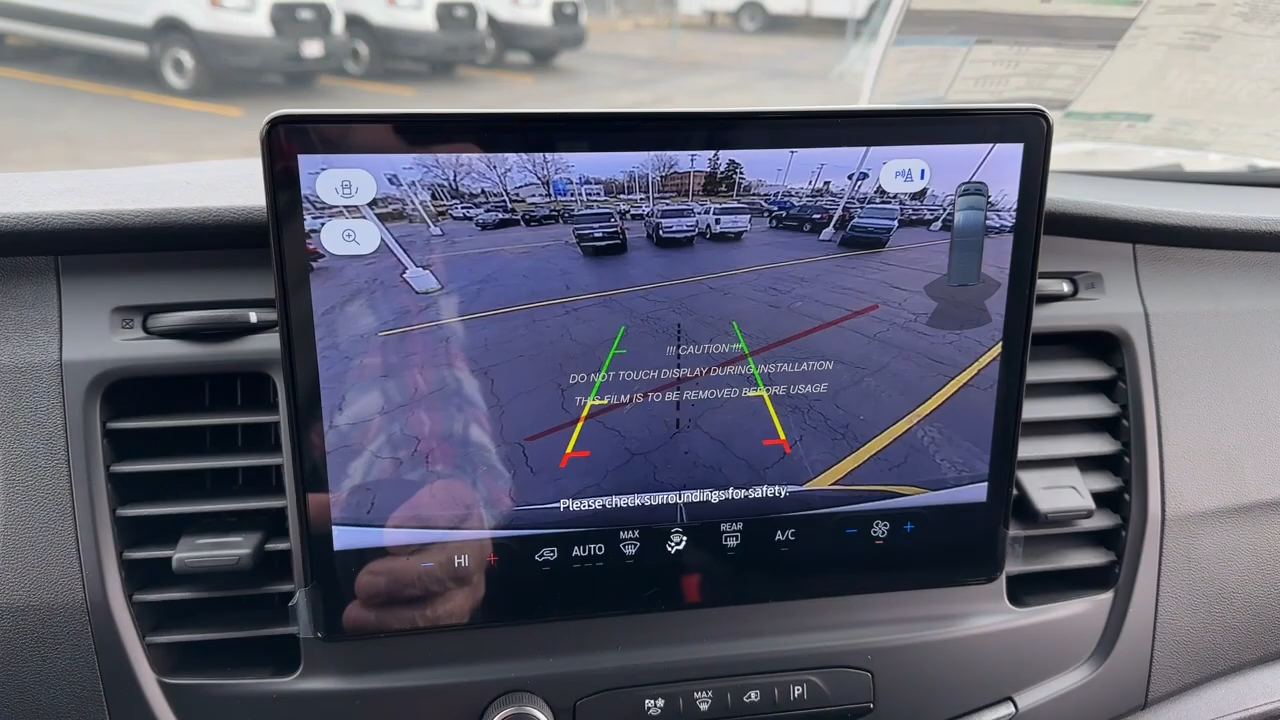 P
!!! CAUTION !!!
DO NOT TOUCH DISPLAY DURING INSTALLATION
THIS FILM IS TO BE REMOVED BEFORE USAGE
Please check surroundings for safety.
HI
AUTO
MAX
REAR
A/C
MAX
P